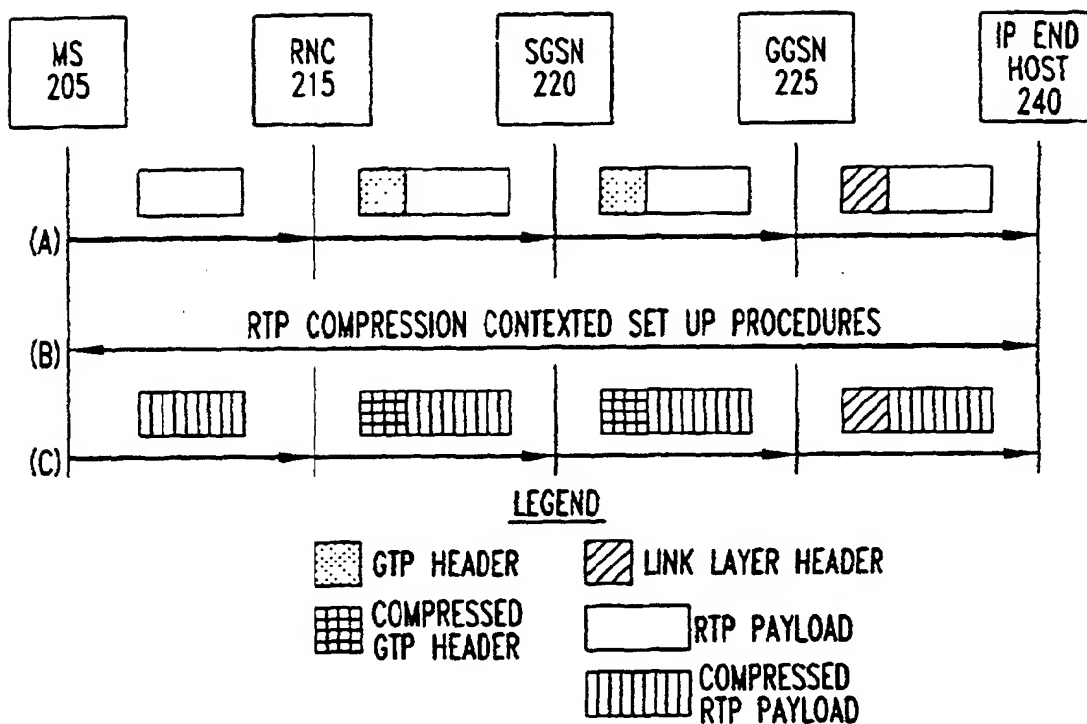 MS
205
RNC
215
SGSN
220
GGSN
225
IP END
HOST
240
(A)
RTP COMPRESSION CONTEXTED SET UP PROCEDURES
(B)
(C)
LEGEND
GTP HEADER
LINK LAYER HEADER
COMPRESSED
GTP HEADER
RTP PAYLOAD
COMPRESSED
RTP PAYLOAD